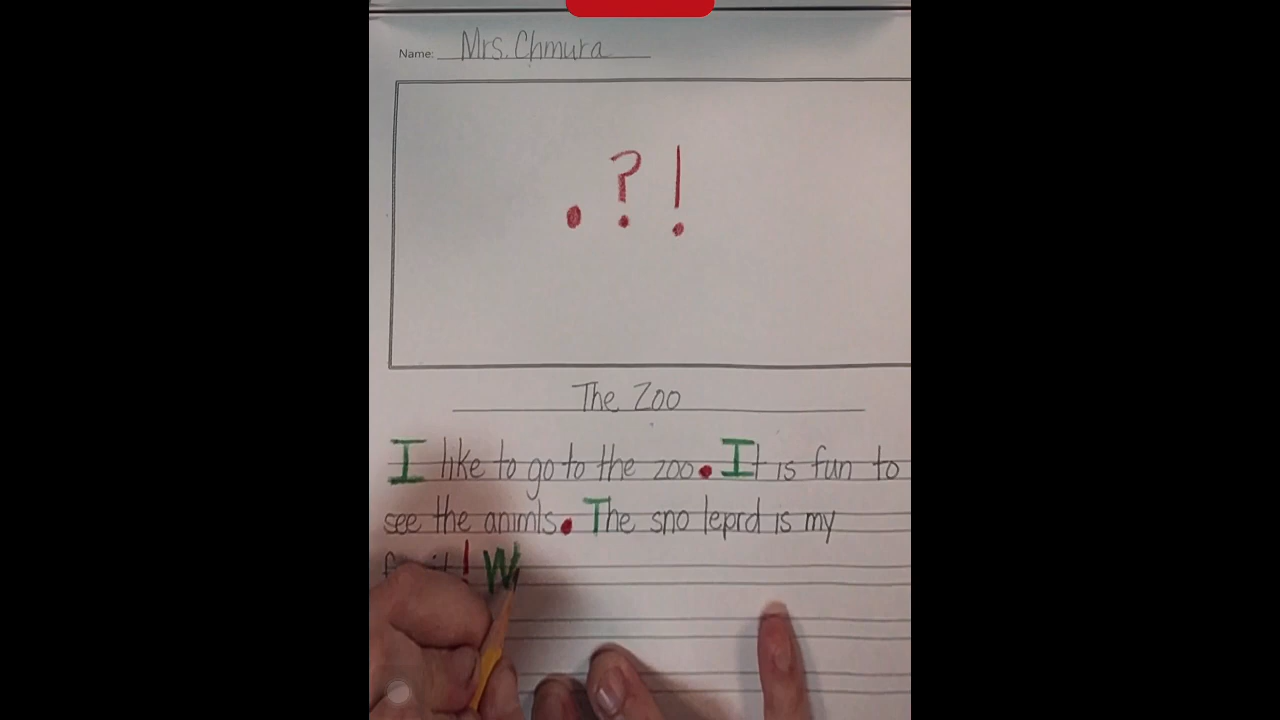 Name: Mrs. Chmura
. ? !
The Zoo
I like to go to the zoo. It is fun to
see the animls. The sno leprd is my
! W